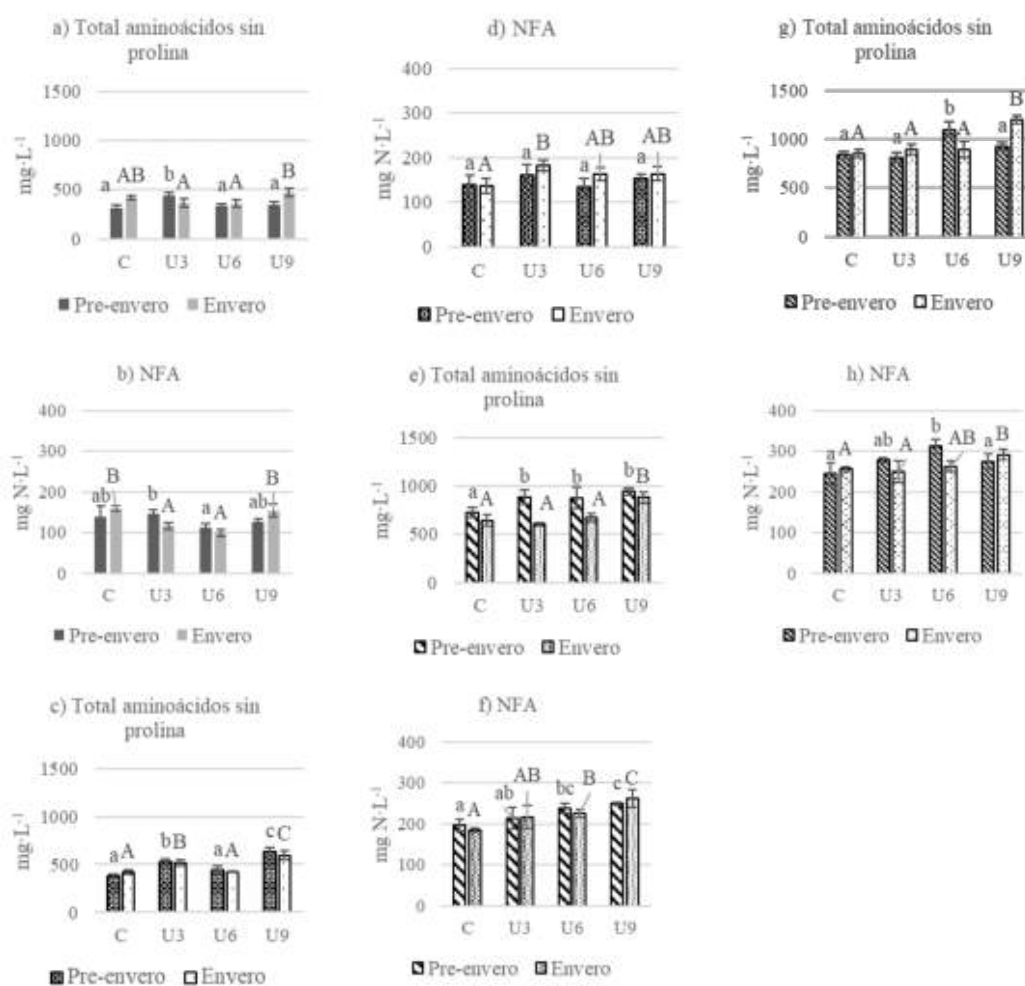 a) Total aminoácidos sin
prolina
mg·L-1
1500
1000
500
0
a AB b A a A a B
C U3 U6 U9
Pre-envero Envero
b) NFA
mg N·L-1
400
300
200
100
0
ab B b A a A ab B
C U3 U6 U9
Pre-envero Envero
c) Total aminoácidos sin
prolina
mg·L-1
1500
1000
500
0
a A b B a A c C
C U3 U6 U9
Pre-envero Envero
d) NFA
mg N·L-1
400
300
200
100
0
a A a B a AB a AB
C U3 U6 U9
Pre-envero Envero
e) Total aminoácidos sin
prolina
mg·L-1
1500
1000
500
0
a A b A b A b B
C U3 U6 U9
Pre-envero Envero
f) NFA
mg N·L-1
400
300
200
100
0
a A ab AB bc B c C
C U3 U6 U9
Pre-envero Envero
g) Total aminoácidos sin
prolina
mg·L-1
1500
1000
500
0
a A a A b A a B
C U3 U6 U9
Pre-envero Envero
h) NFA
mg N·L-1
400
300
200
100
0
a A ab A b AB a B
C U3 U6 U9
Pre-envero Envero